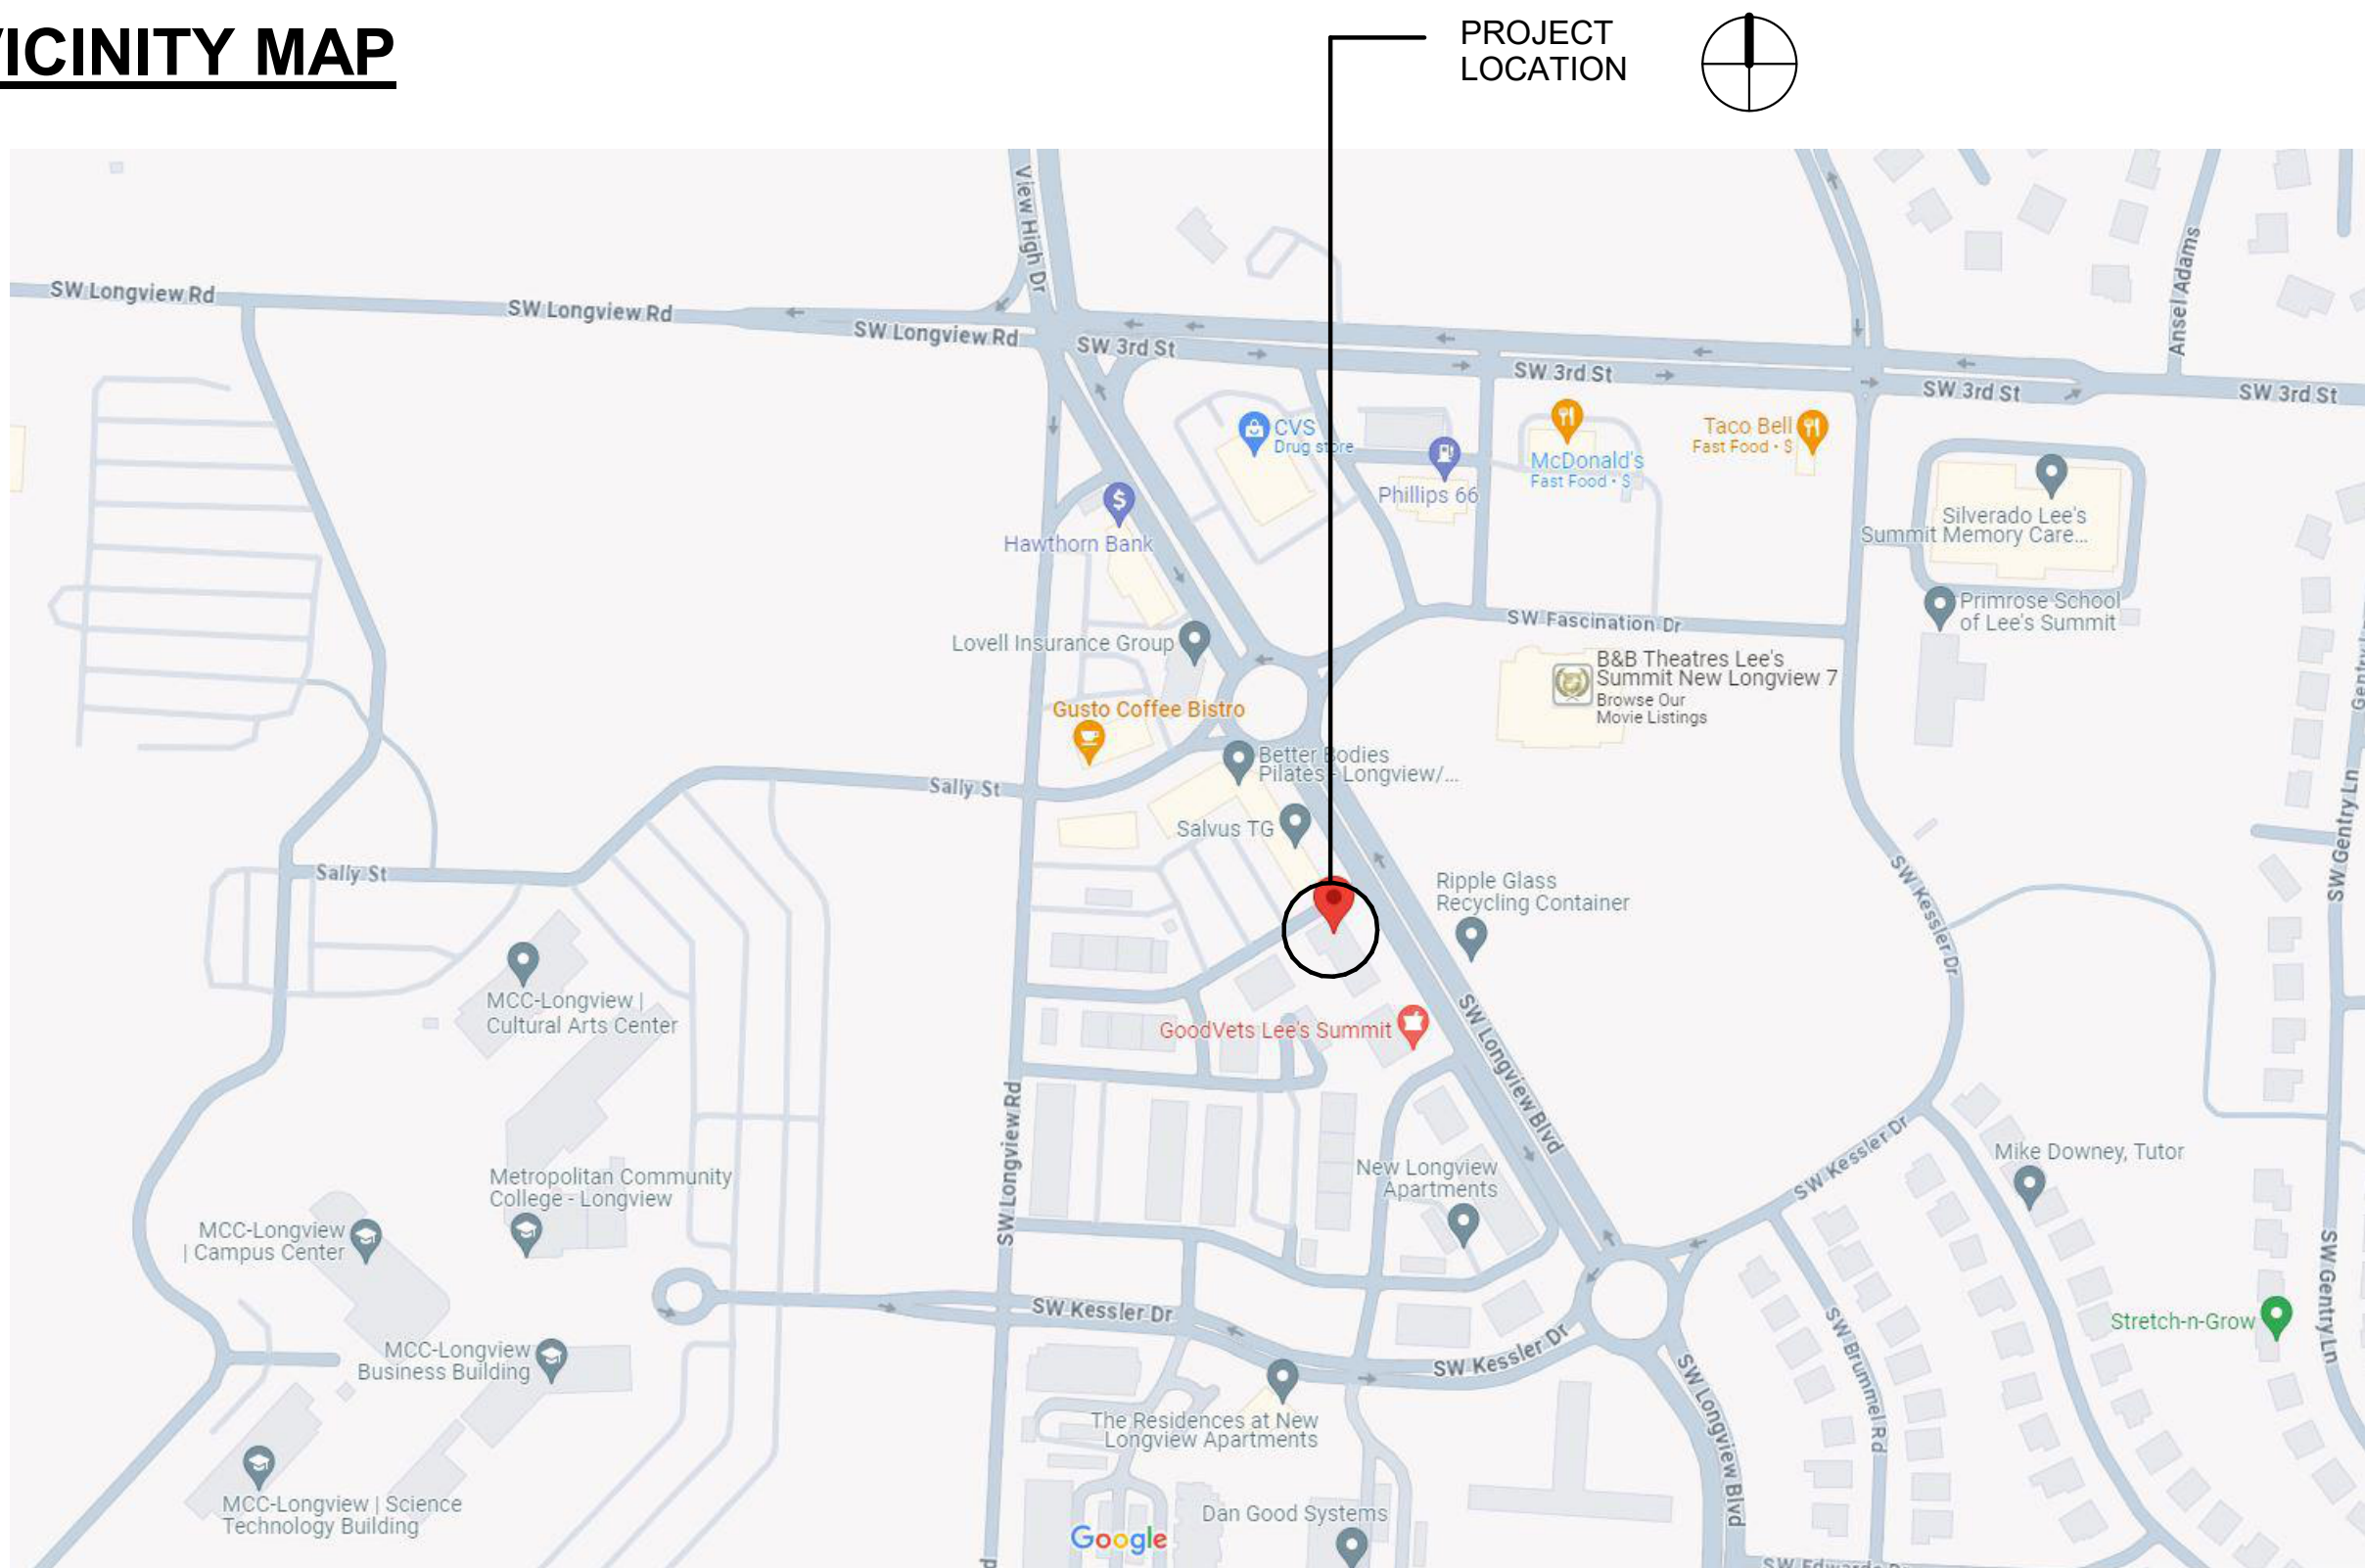 VICINITY MAP
PROJECT
LOCATION
View High Dr
SW Longview Rd
SW Longview Rd
SW Longview Rd
SW 3rd St
SW 3rd St
SW 3rd St
SW 3rd St
Ansel Adams
CVS
Drug store
Phillips 66
McDonald's
Fast Food • $
Taco Bell
Fast Food • $
Silverado Lee's
Summit Memory Care...
Hawthorn Bank
Primrose School
of Lee's Summit
SW Fascination Dr
Lovell Insurance Group
B&B Theatres Lee's
Summit New Longview 7
Browse Our
Movie Listings
Gusto Coffee Bistro
Better Bodies
Pilates - Longview/...
Sally St
Salvus TG
SW Gentry Ln
Sally St
Ripple Glass
Recycling Container
SW Kessler Dr
MCC-Longview |
Cultural Arts Center
GoodVets Lee's Summit
SW Longview Blvd
SW Longview Rd
SW Kessler Dr
Mike Downey, Tutor
New Longview
Apartments
Metropolitan Community
College - Longview
MCC-Longview
| Campus Center
SW Gentry Ln
SW Kessler Dr
SW Kessler Dr
Stretch-n-Grow
SW Brummel Rd
MCC-Longview
Business Building
SW Longview Blvd
The Residences at New
Longview Apartments
MCC-Longview | Science
Technology Building
Dan Good Systems
Google